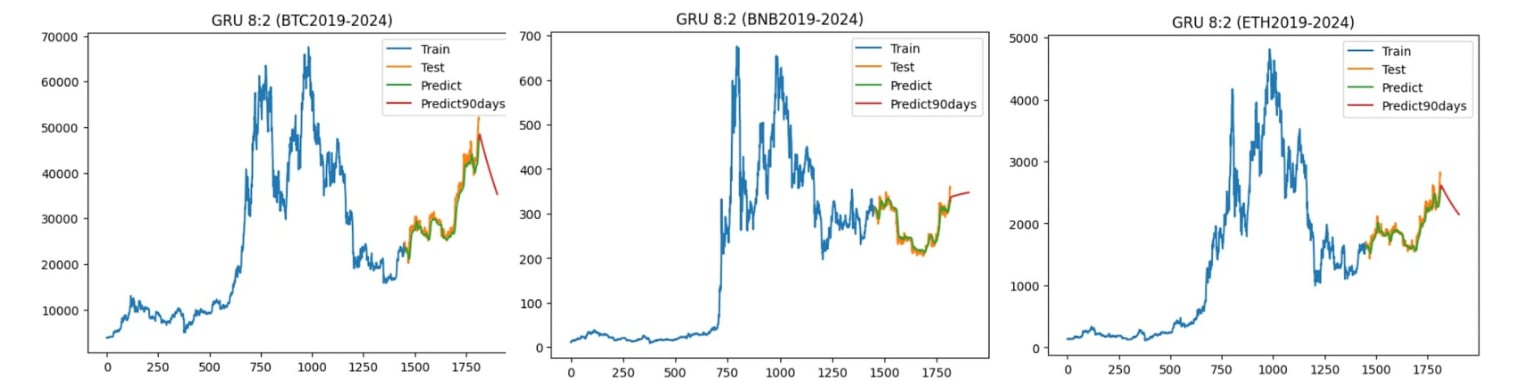 GRU 8:2 (BTC2019-2024)
70000
60000
50000
40000
30000
20000
10000
0 250 500 750 1000 1250 1500 1750
Train
Test
Predict
Predict90days
GRU 8:2 (BNB2019-2024)
700
600
500
400
300
200
100
0
0 250 500 750 1000 1250 1500 1750
Train
Test
Predict
Predict90days
GRU 8:2 (ETH2019-2024)
5000
4000
3000
2000
1000
0
0 250 500 750 1000 1250 1500 1750
Train
Test
Predict
Predict90days